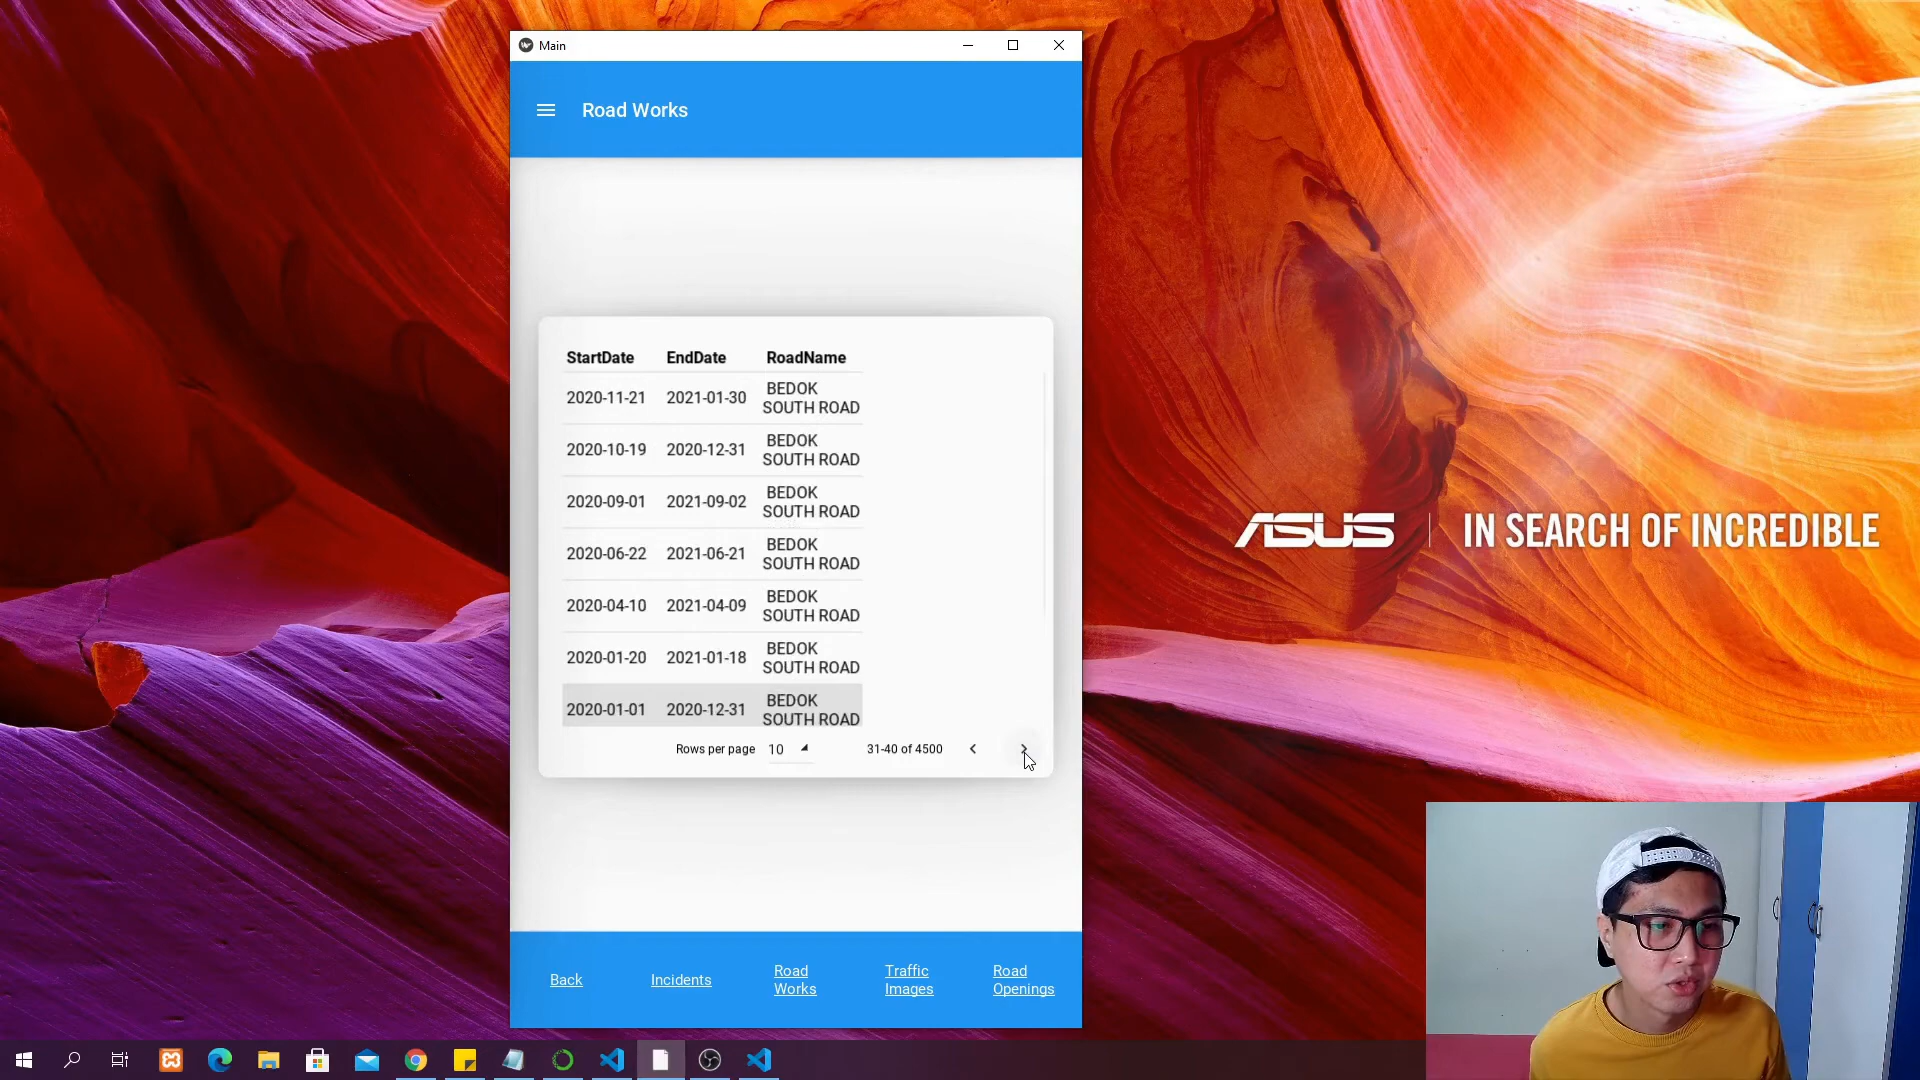 Main
Road Works
StartDate EndDate RoadName
2020-11-21 2021-01-30 BEDOK
SOUTH ROAD
2020-10-19 2020-12-31 BEDOK
SOUTH ROAD
2020-09-01 2021-09-02 BEDOK
SOUTH ROAD
2020-06-22 2021-06-21 BEDOK
SOUTH ROAD
2020-04-10 2021-04-09 BEDOK
SOUTH ROAD
2020-01-20 2021-01-18 BEDOK
SOUTH ROAD
2020-01-01 2020-12-31 BEDOK
SOUTH ROAD
Rows per page 10 31-40 of 4500
Back Incidents Road
Works Traffic
Images Road
Openings
ASUS IN SEARCH OF INCREDIBLE